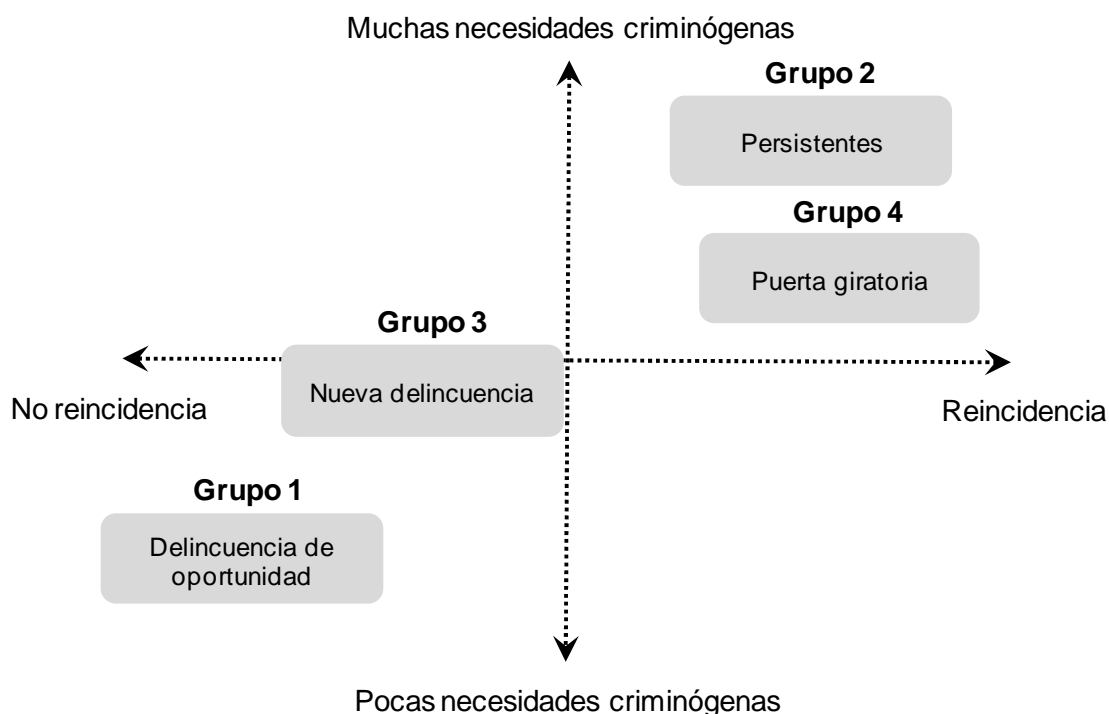 Muchas necesidades criminógenas
Grupo 2
Persistentes
Grupo 4
Puerta giratoria
Grupo 3
Nueva delincuencia
No reincidencia
Reincidencia
Grupo 1
Delincuencia de
oportunidad
Pocas necesidades criminógenas